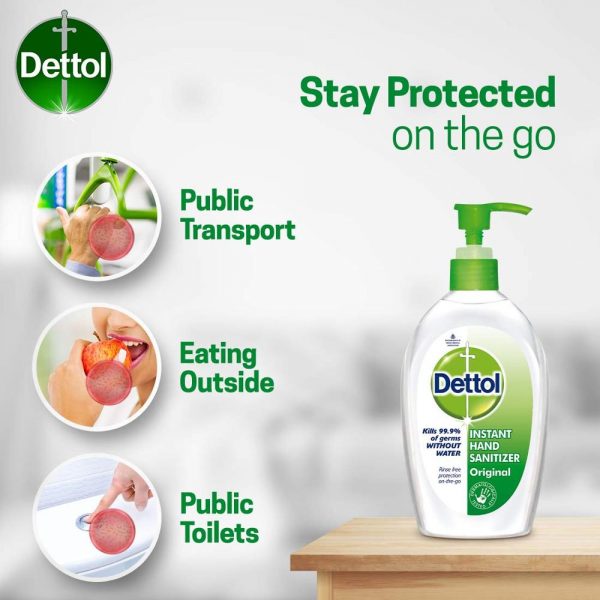 Dettol
Stay Protected
on the go
Public
Transport
Eating
Outside
Public
Toilets
Dettol
Kills 99.9%
of germs
WITHOUT
WATER
Rinse free
protection
on-the-go
INSTANT
HAND
SANITIZER
Original